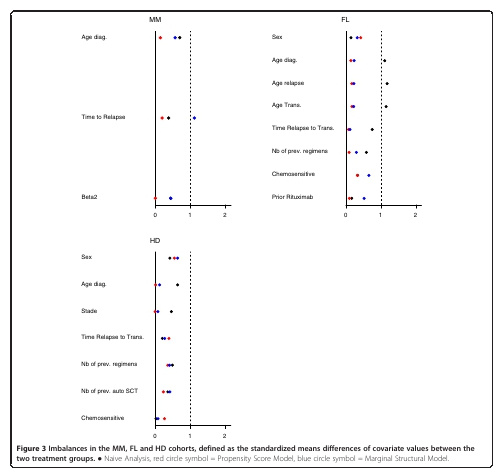 MM
Age diag.
Time to Relapse
Beta2
0 1 2
FL
Sex
Age diag.
Age relapse
Age Trans.
Time Relapse to Trans.
Nb of prev. regimens
Chemosensitive
Prior Rituximab
0 1 2
HD
Sex
Age diag.
Stade
Time Relapse to Trans.
Nb of prev. regimens
Nb of prev. auto SCT
Chemosensitive
0 1 2
Figure 3 Imbalances in the MM, FL and HD cohorts, defined as the standardized means differences of covariate values between the
two treatment groups. ● Naive Analysis, red circle symbol = Propensity Score Model, blue circle symbol = Marginal Structural Model.